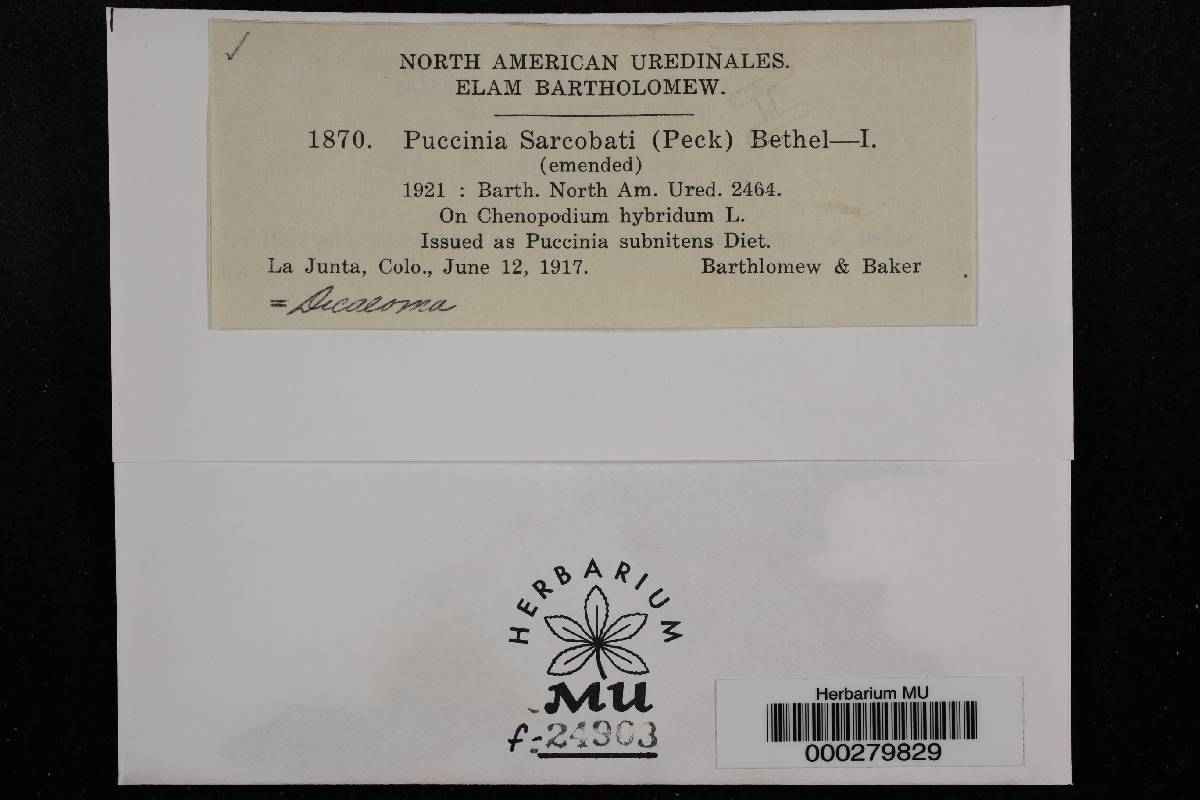 ✓
NORTH AMERICAN UREDINALES.
ELAM BARTHOLOMEW.
1870. Puccinia Sarcobati (Peck) Bethel—I.
(emended)
1921 : Barth. North Am. Ured. 2464.
On Chenopodium hybridum L.
Issued as Puccinia subnitens Diet.
La Junta, Colo., June 12, 1917. Barthlomew & Baker
= Dicaeoma
HERBARIUM
MU
f-24903
Herbarium MU
000279829